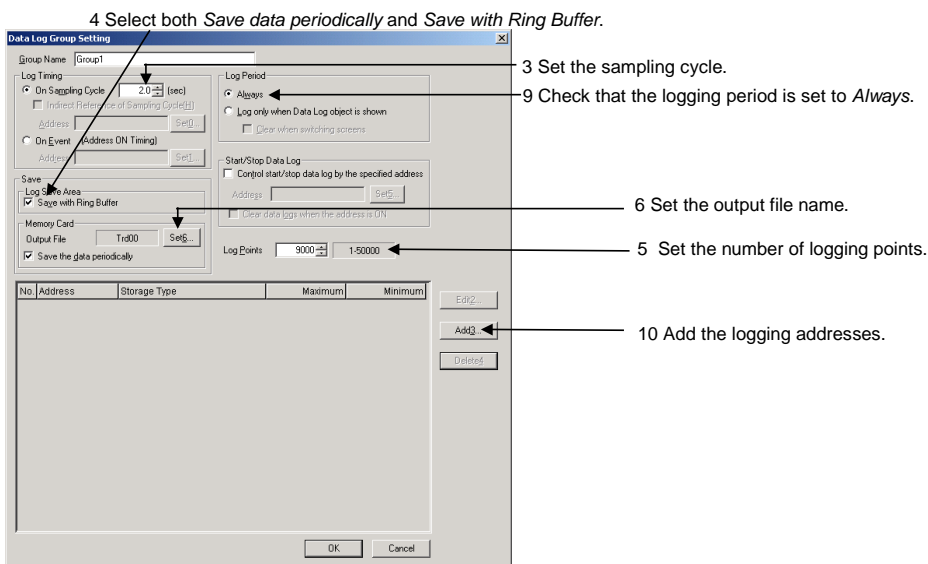 4 Select both Save data periodically and Save with Ring Buffer.
Data Log Group Setting
Group Name Group1
Log Timing
On Sampling Cycle 2.0 (sec)
Indirect Reference of Sampling Cycle(H)
Address Set0...
On Event (Address ON Timing)
Address Set1...
Log Period
Always
Log only when Data Log object is shown
Clear when switching screens
3 Set the sampling cycle.
9 Check that the logging period is set to Always.
Save
Log Save Area
Save with Ring Buffer
Memory Card
Output File Trd00 Set6...
Save the data periodically
Start/Stop Data Log
Control start/stop data log by the specified address
Address Set5...
Clear data logs when the address is ON
Log Points 9000 1-50000
6 Set the output file name.
5 Set the number of logging points.
No. Address Storage Type Maximum Minimum
Edit2...
Add3...
Delete4
10 Add the logging addresses.
OK Cancel